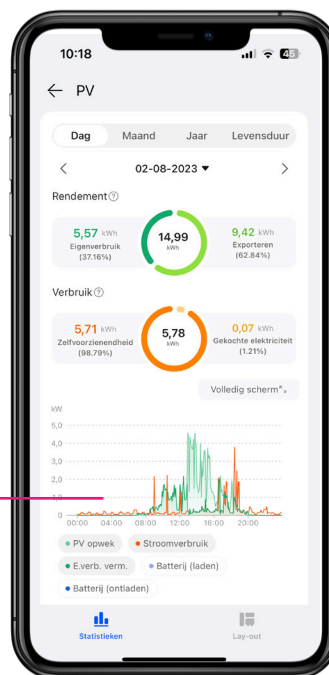 10:18
45
← PV
Dag Maand Jaar Levensduur
< 02-08-2023 ▼ >
Rendement ?
5,57 kWh
Eigenverbruik
(37.16%)
14,99
kWh
9,42 kWh
Exporteren
(62.84%)
Verbruik ?
5,71 kWh
Zelfvoorzienendheid
(98.79%)
5,78
kWh
0,07 kWh
Gekochte elektriciteit
(1.21%)
Volledig scherm
kW
5,0
4,0
3,0
2,0
1,0
0
00:00 04:00 08:00 12:00 16:00 20:00
PV opwek Stroomverbruik
E.verb. verm. Batterij (laden)
Batterij (ontladen)
Statistieken Lay-out